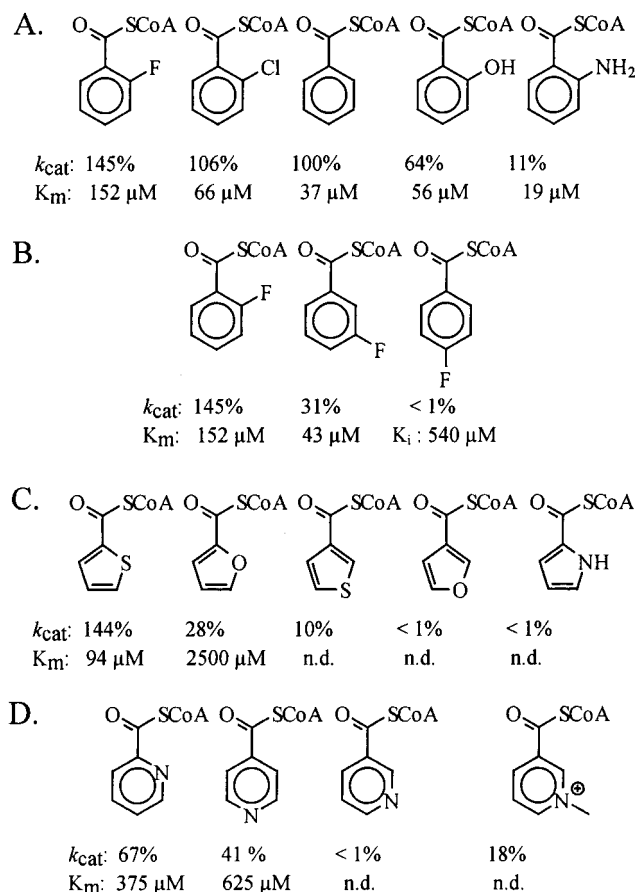 A.
O SCoA O SCoA O SCoA O SCoA O SCoA
C C C C C
F Cl OH NH2
kcat: 145% 106% 100% 64% 11%
Km: 152 µM 66 µM 37 µM 56 µM 19 µM
B.
O SCoA O SCoA O SCoA
C C C
F
F
F
kcat: 145% 31% < 1%
Km: 152 µM 43 µM Ki : 540 µM
C.
O SCoA O SCoA O SCoA O SCoA O SCoA
C C C C C
S O NH
S O
kcat: 144% 28% 10% < 1% < 1%
Km: 94 µM 2500 µM n.d. n.d. n.d.
D.
O SCoA O SCoA O SCoA O SCoA
C C C C
N
N N N ⊕
kcat: 67% 41 % < 1% 18%
Km: 375 µM 625 µM n.d. n.d.